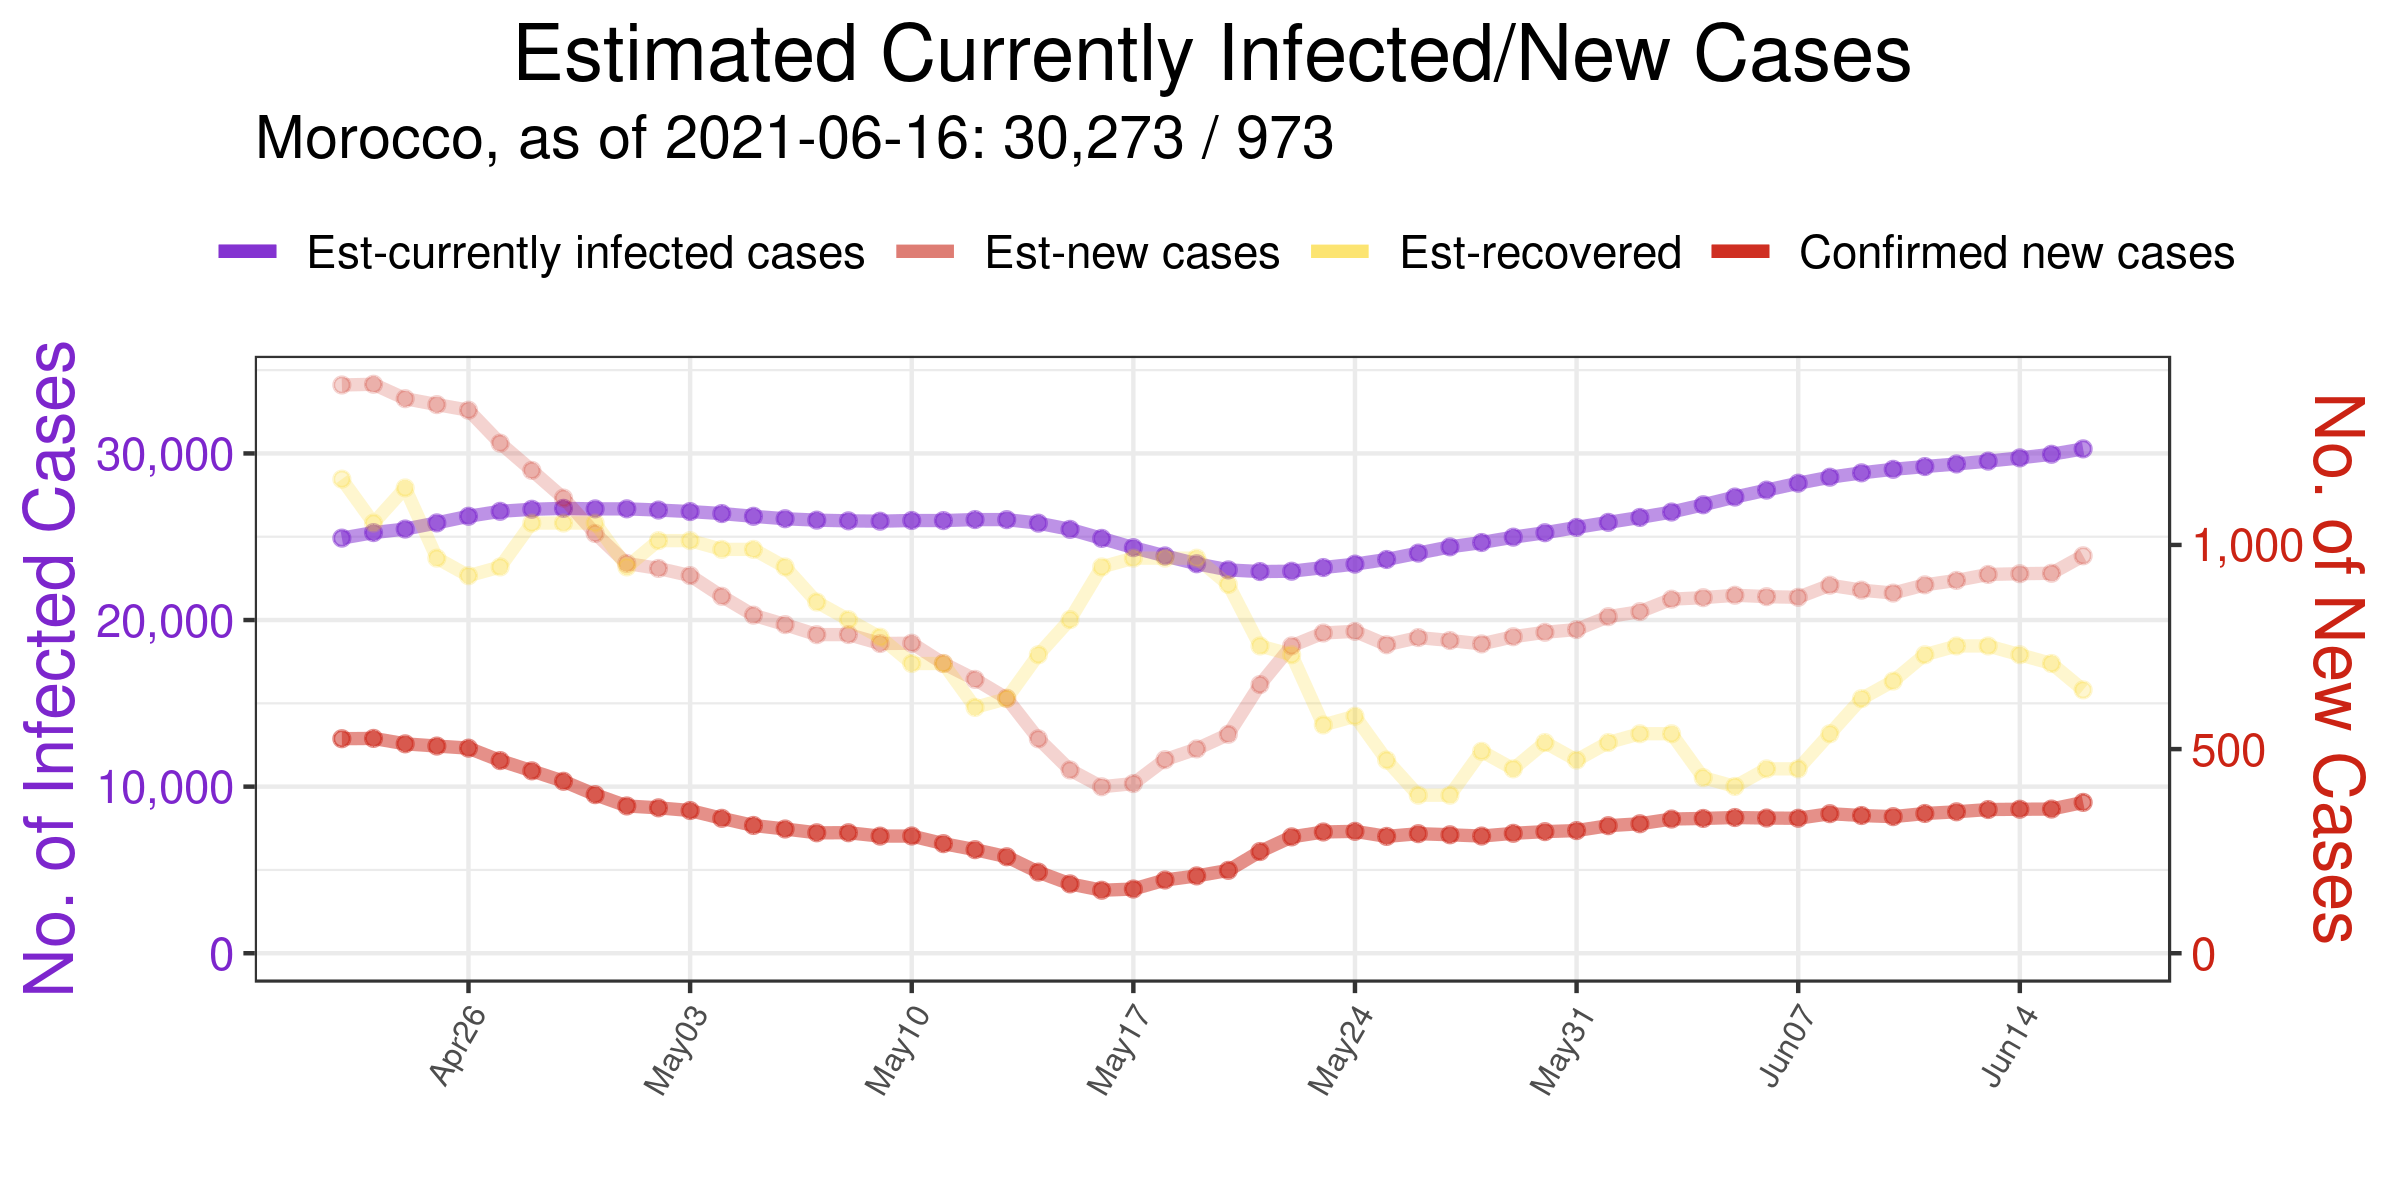 Estimated Currently Infected/New Cases
Morocco, as of 2021-06-16: 30,273 / 973
Est-currently infected cases Est-new cases Est-recovered Confirmed new cases
No. of Infected Cases
30,000
20,000
10,000
0
No. of New Cases
1,000
500
0
Apr26 May03 May10 May17 May24 May31 Jun07 Jun14